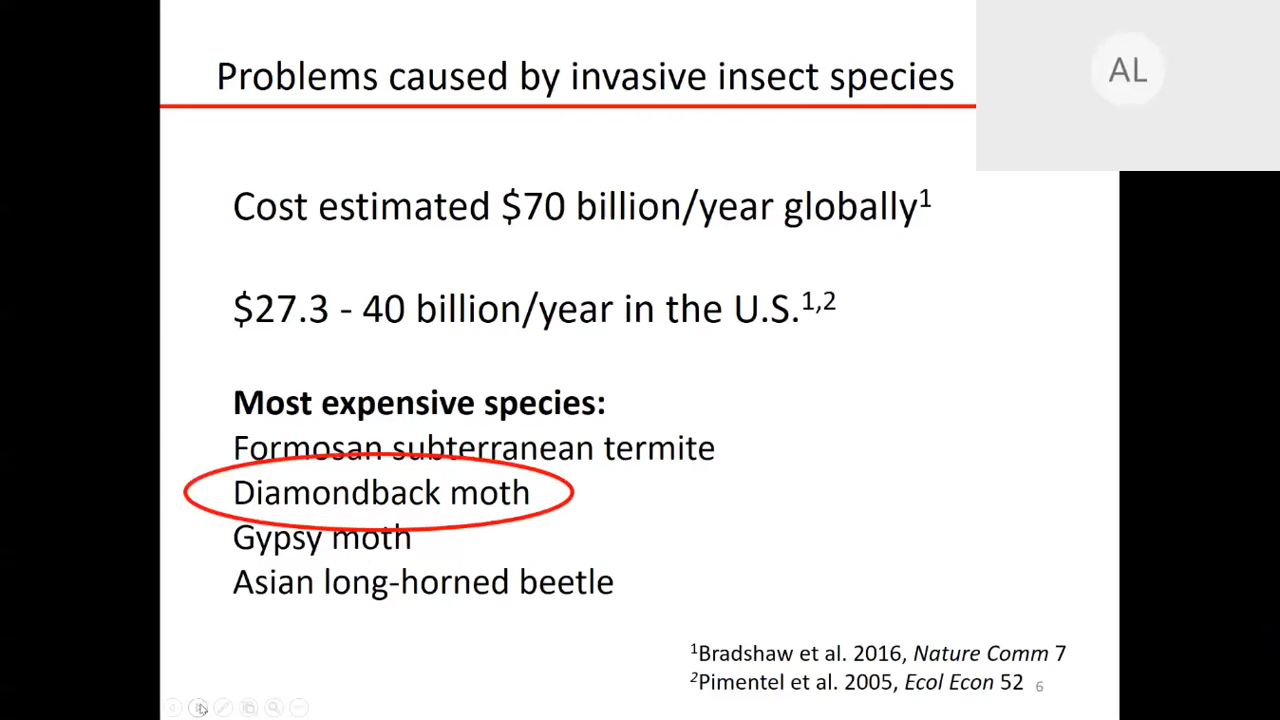 Problems caused by invasive insect species
AL
Cost estimated $70 billion/year globally¹
$27.3 - 40 billion/year in the U.S.¹,²
Most expensive species:
Formosan subterranean termite
Diamondback moth
Gypsy moth
Asian long-horned beetle
¹Bradshaw et al. 2016, Nature Comm 7
²Pimentel et al. 2005, Ecol Econ 52
6